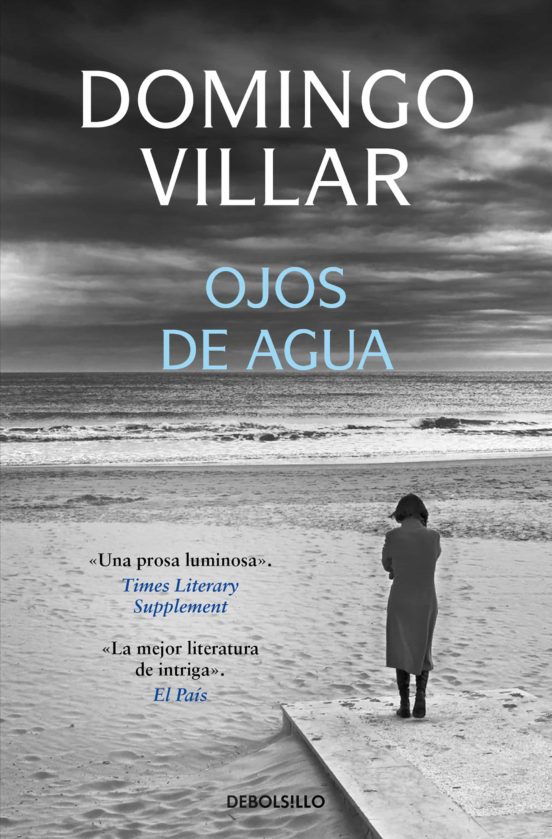 DOMINGO
VILLAR
OJOS
DE AGUA
«Una prosa luminosa».
Times Literary
Supplement
«La mejor literatura
de intriga».
El País
DEBOLS!LLO